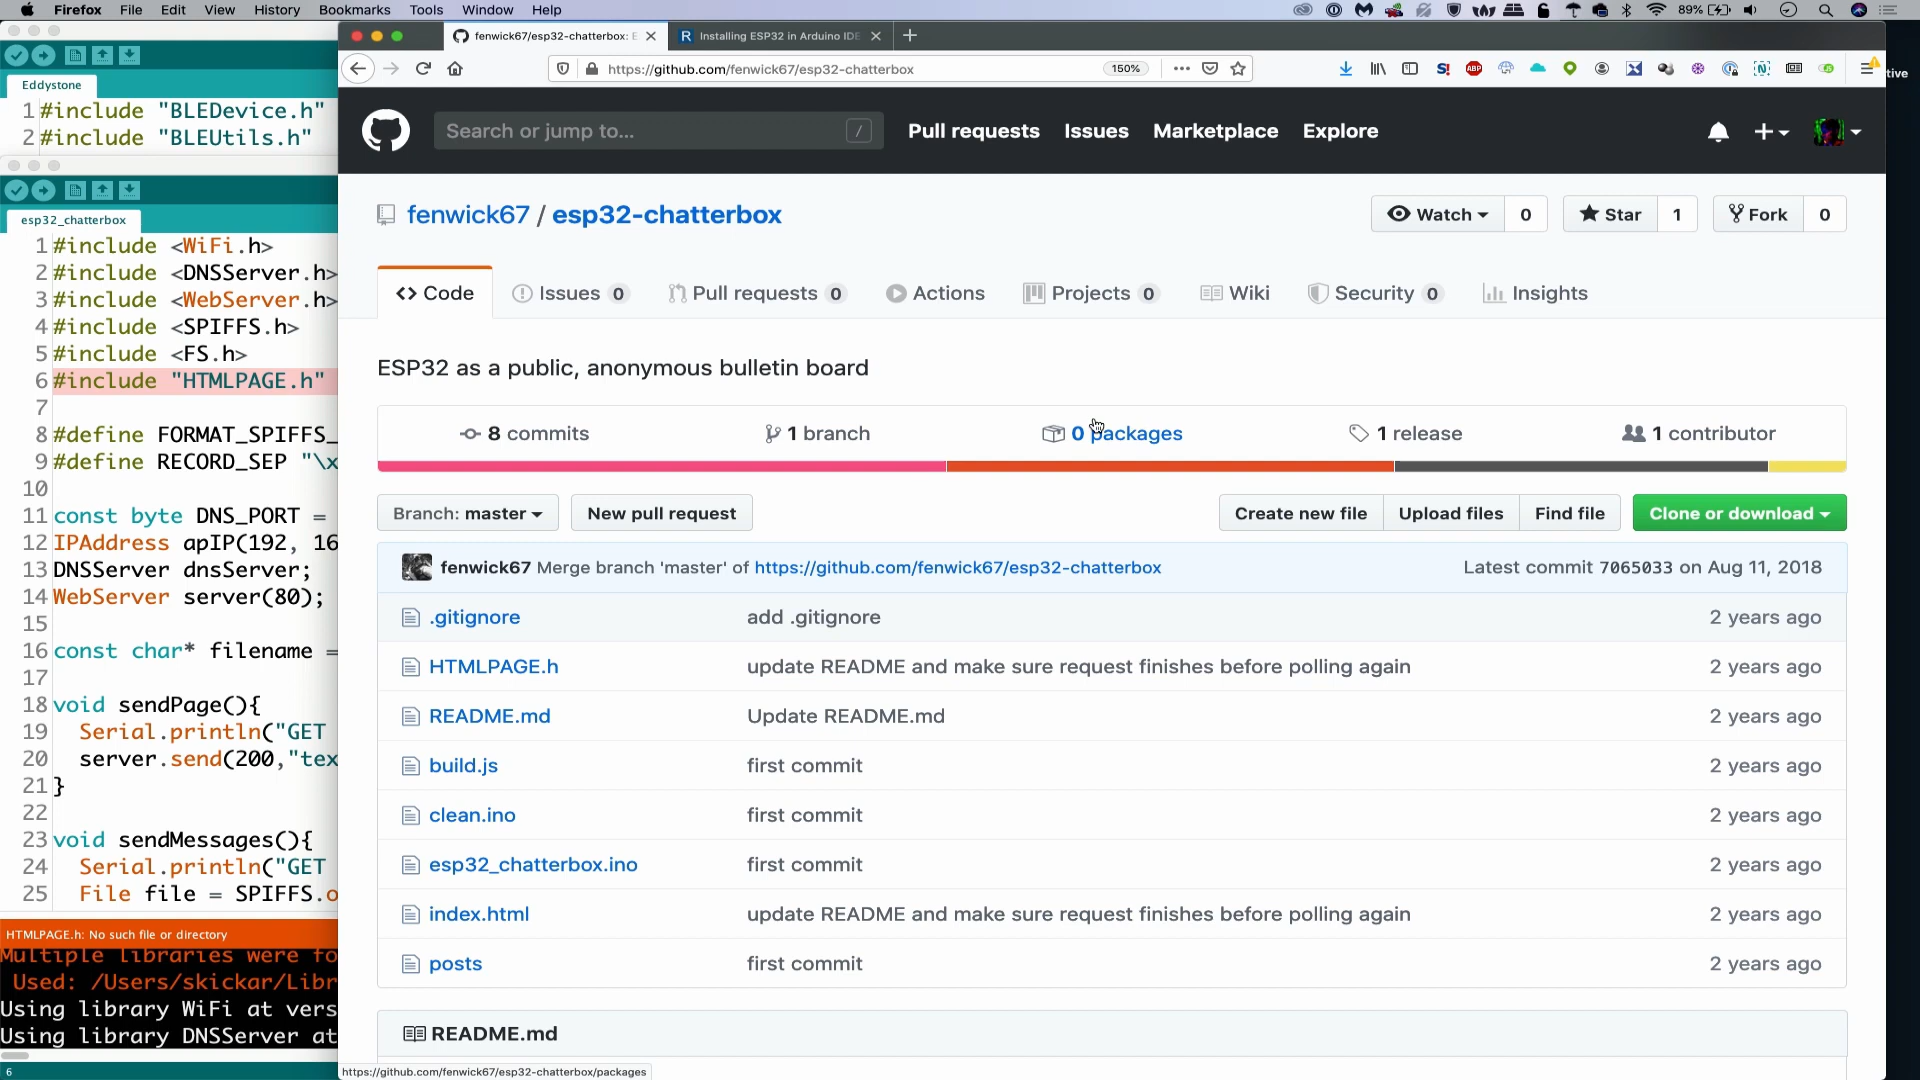 Firefox File Edit View History Bookmarks Tools Window Help 89%
fenwick67/esp32-chatterbox: E
Installing ESP32 in Arduino IDE
https://github.com/fenwick67/esp32-chatterbox
150%
tive
Eddystone
1 #include "BLEDevice.h"
2 #include "BLEUtils.h"
esp32_chatterbox
1 #include <WiFi.h>
2 #include <DNSServer.h>
3 #include <WebServer.h>
4 #include <SPIFFS.h>
5 #include <FS.h>
6 #include "HTMLPAGE.h"
7
8 #define FORMAT_SPIFFS_
9 #define RECORD_SEP "\x
10
11 const byte DNS_PORT =
12 IPAddress apIP(192, 16
13 DNSServer dnsServer;
14 WebServer server(80);
15
16 const char* filename =
17
18 void sendPage(){
19 Serial.println("GET
20 server.send(200,"tex
21 }
22
23 void sendMessages(){
24 Serial.println("GET
25 File file = SPIFFS.o
HTMLPAGE.h: No such file or directory
Multiple libraries were fo
Used: /Users/skickar/Libr
Using library WiFi at vers
Using library DNSServer at
6
Search or jump to... /
Pull requests Issues Marketplace Explore
fenwick67 / esp32-chatterbox
Watch 0 Star 1 Fork 0
Code Issues 0 Pull requests 0 Actions Projects 0 Wiki Security 0 Insights
ESP32 as a public, anonymous bulletin board
8 commits 1 branch 0 packages 1 release 1 contributor
Branch: master New pull request Create new file Upload files Find file Clone or download
fenwick67 Merge branch 'master' of https://github.com/fenwick67/esp32-chatterbox Latest commit 7065033 on Aug 11, 2018
.gitignore add .gitignore 2 years ago
HTMLPAGE.h update README and make sure request finishes before polling again 2 years ago
README.md Update README.md 2 years ago
build.js first commit 2 years ago
clean.ino first commit 2 years ago
esp32_chatterbox.ino first commit 2 years ago
index.html update README and make sure request finishes before polling again 2 years ago
posts first commit 2 years ago
README.md
https://github.com/fenwick67/esp32-chatterbox/packages